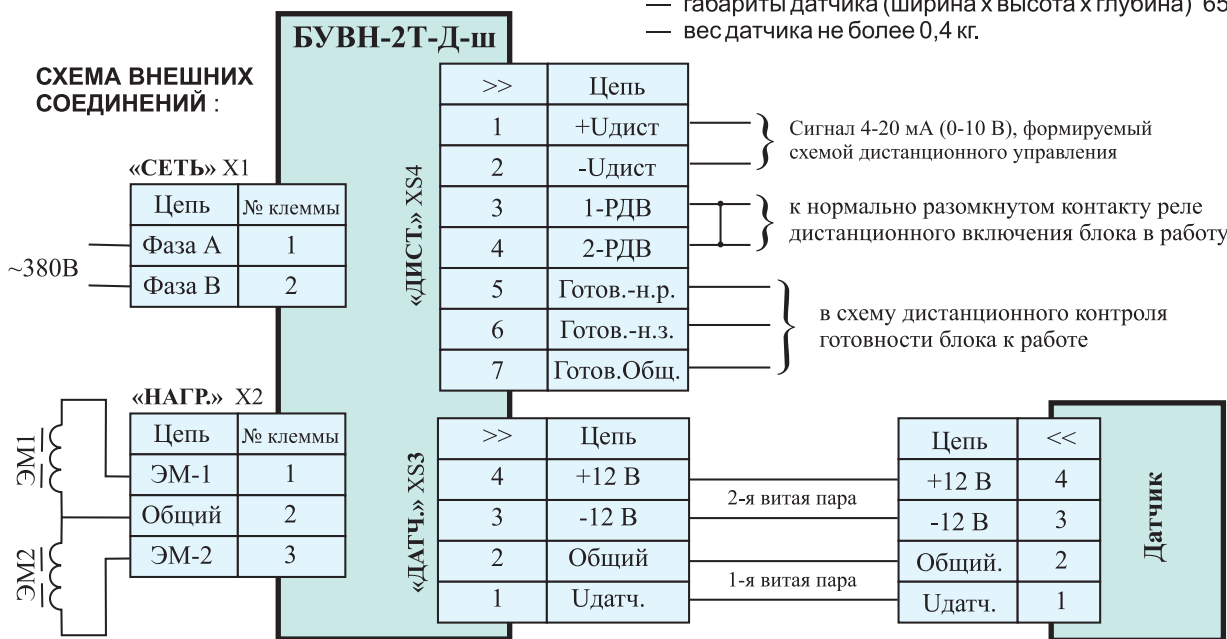 — габариты датчика (ширина х высота х глубина) 65
— вес датчика не более 0,4 кг.
БУВН-2Т-Д-ш
СХЕМА ВНЕШНИХ
СОЕДИНЕНИЙ :
«СЕТЬ» X1
Цепь № клеммы
Фаза А 1
Фаза В 2
~380В
«ДИСТ.» XS4
>> Цепь
1 +Uдист
2 -Uдист
3 1-РДВ
4 2-РДВ
5 Готов.-н.р.
6 Готов.-н.з.
7 Готов.Общ.
Сигнал 4-20 мА (0-10 В), формируемый
схемой дистанционного управления
к нормально разомкнутом контакту реле
дистанционного включения блока в работу
в схему дистанционного контроля
готовности блока к работе
«НАГР.» X2
Цепь № клеммы
ЭМ-1 1
Общий 2
ЭМ-2 3
ЭМ1
ЭМ2
«ДАТЧ.» XS3
>> Цепь
4 +12 В
3 -12 В
2 Общий
1 Uдатч.
2-я витая пара
1-я витая пара
Цепь <<
+12 В 4
-12 В 3
Общий. 2
Uдатч. 1
Датчик